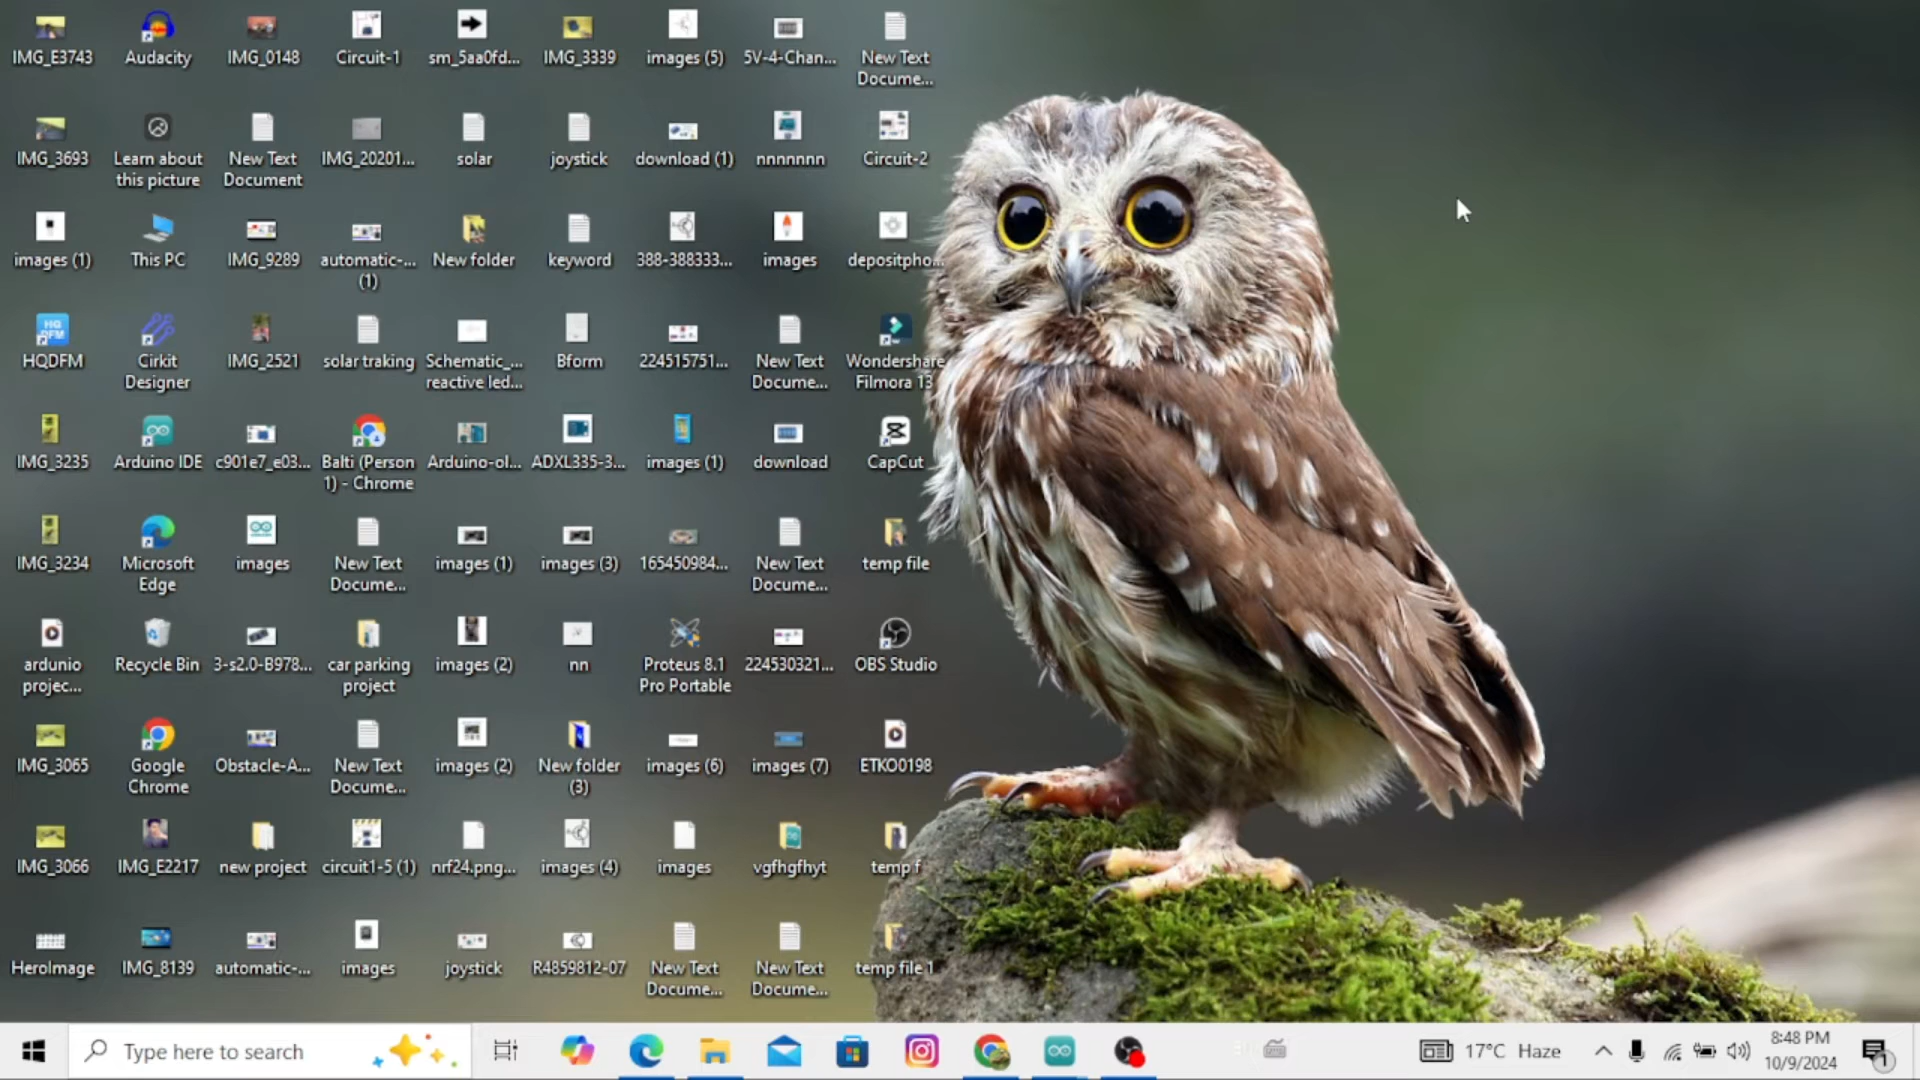 IMG_E3743
Audacity
IMG_0148
Circuit-1
sm_5aa0fd...
IMG_3339
images (5)
5V-4-Chan...
New Text
Docume...
IMG_3693
Learn about
this picture
New Text
Document
IMG_20201...
solar
joystick
download (1)
nnnnnnn
Circuit-2
images (1)
This PC
IMG_9289
automatic-...
(1)
New folder
keyword
388-388333...
images
depositpho...
HG
DFM
HQDFM
Cirkit
Designer
IMG_2521
solar traking
Schematic_...
reactive led...
Bform
224515751...
New Text
Docume...
Wondershare
Filmora 13
IMG_3235
Arduino IDE
c901e7_e03...
Balti (Person
1) - Chrome
Arduino-ol...
ADXL335-3...
images (1)
download
CapCut
IMG_3234
Microsoft
Edge
images
New Text
Docume...
images (1)
images (3)
165450984...
New Text
Docume...
temp file
ardunio
projec...
Recycle Bin
3-s2.0-B978...
car parking
project
images (2)
nn
Proteus 8.1
Pro Portable
224530321...
OBS Studio
IMG_3065
Google
Chrome
Obstacle-A...
New Text
Docume...
images (2)
New folder
(3)
images (6)
images (7)
ETKO0198
IMG_3066
IMG_E2217
new project
circuit1-5 (1)
nrf24.png...
images (4)
images
vgfhgfhyt
temp f
HeroImage
IMG_8139
automatic-...
images
joystick
R4859812-07
New Text
Docume...
New Text
Docume...
temp file 1
Type here to search
17°C Haze
8:48 PM
10/9/2024
1